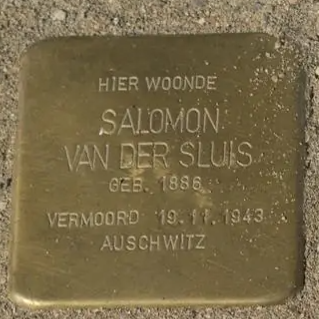 HIER WOONDE
SALOMON
VAN DER SLUIS
GEB. 1886
VERMOORD 19.11.1943
AUSCHWITZ